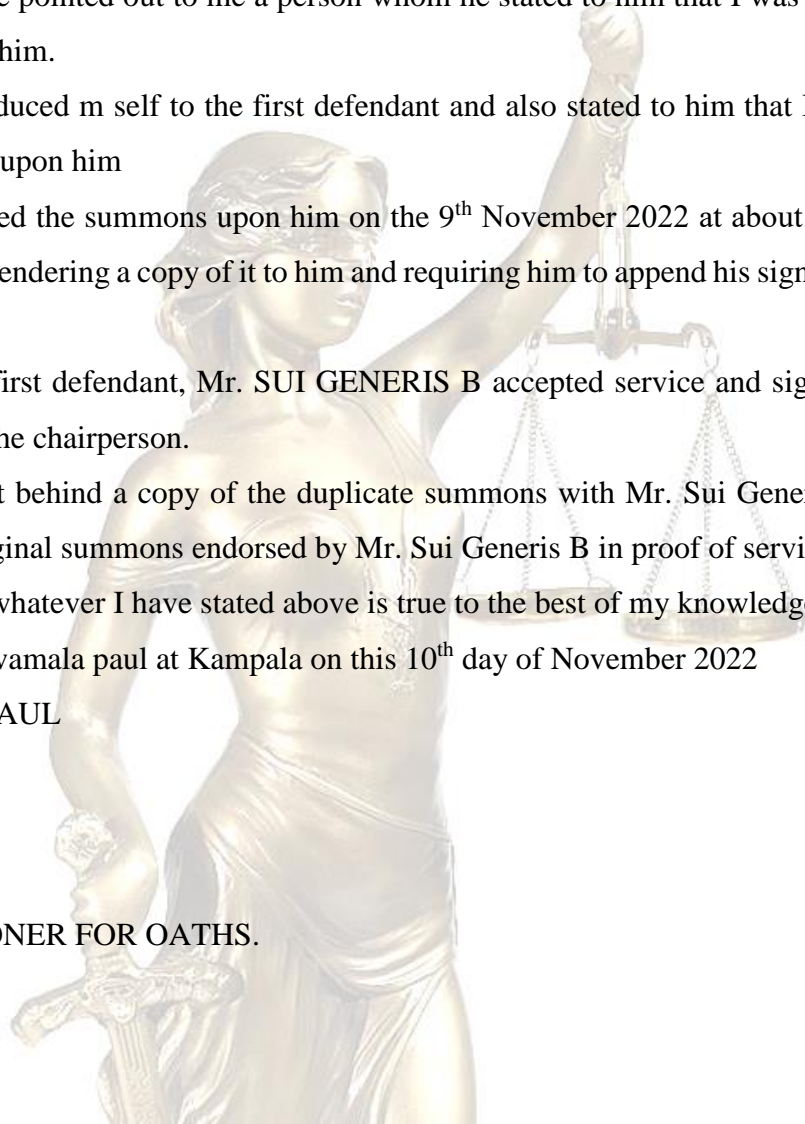 e pointed out to me a person whom he stated to him that I was
him.
duced m self to the first defendant and also stated to him that I
upon him
ed the summons upon him on the 9th November 2022 at about
endering a copy of it to him and requiring him to append his sign
first defendant, Mr. SUI GENERIS B accepted service and sig
he chairperson.
t behind a copy of the duplicate summons with Mr. Sui Gener
ginal summons endorsed by Mr. Sui Generis B in proof of servi
whatever I have stated above is true to the best of my knowledge
vamala paul at Kampala on this 10th day of November 2022
AUL
ONER FOR OATHS.